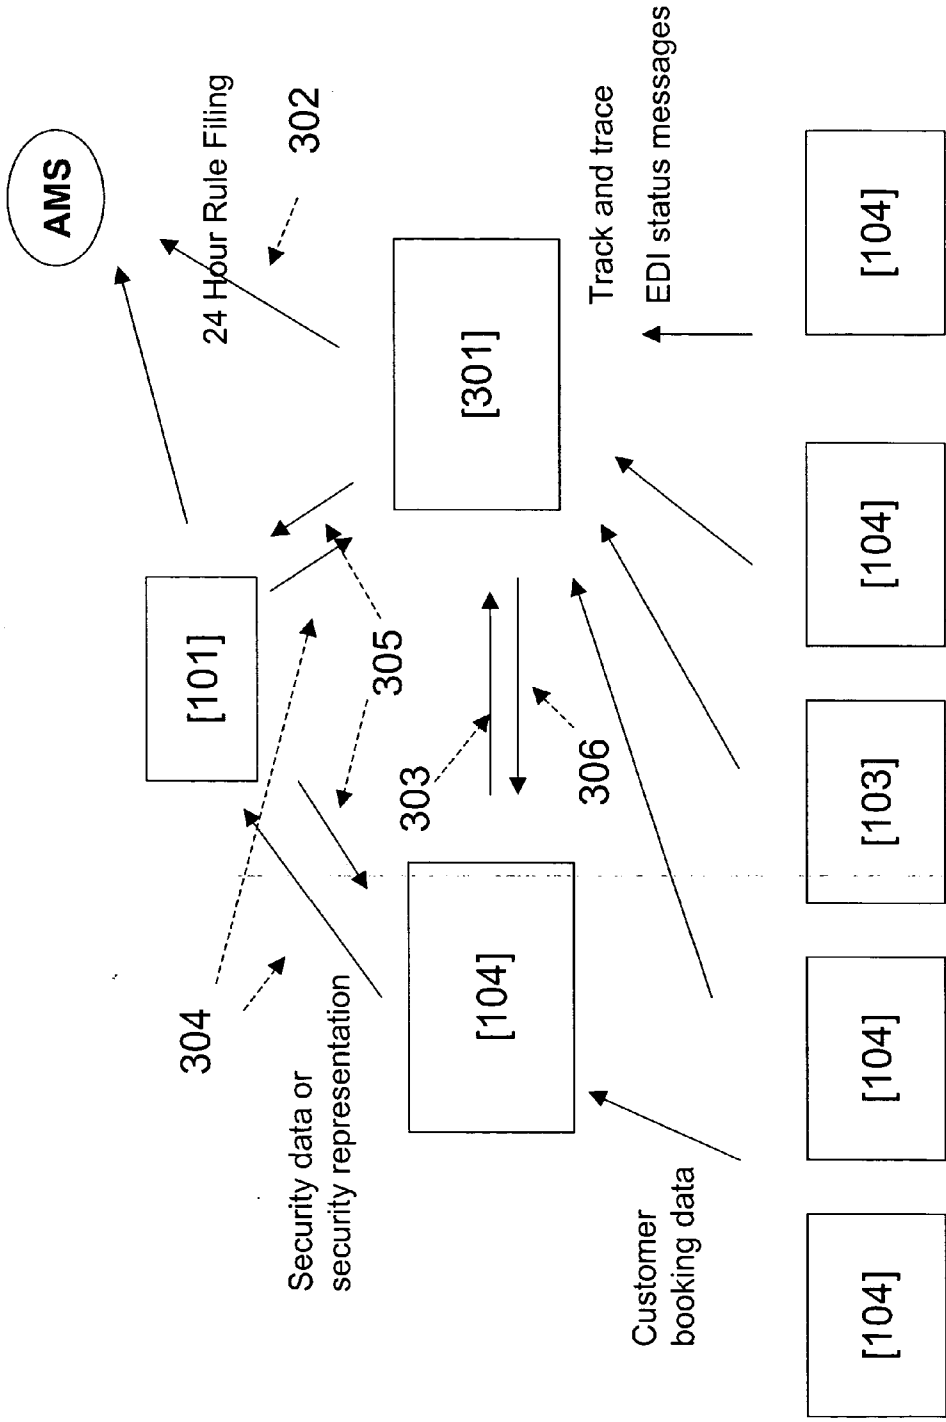 AMS
24 Hour Rule Filing
302
[101]
304
305
Security data or
security representation
[104]
303
306
[301]
Track and trace
EDI status messages
Customer
booking data
[104]
[104]
[103]
[104]
[104]